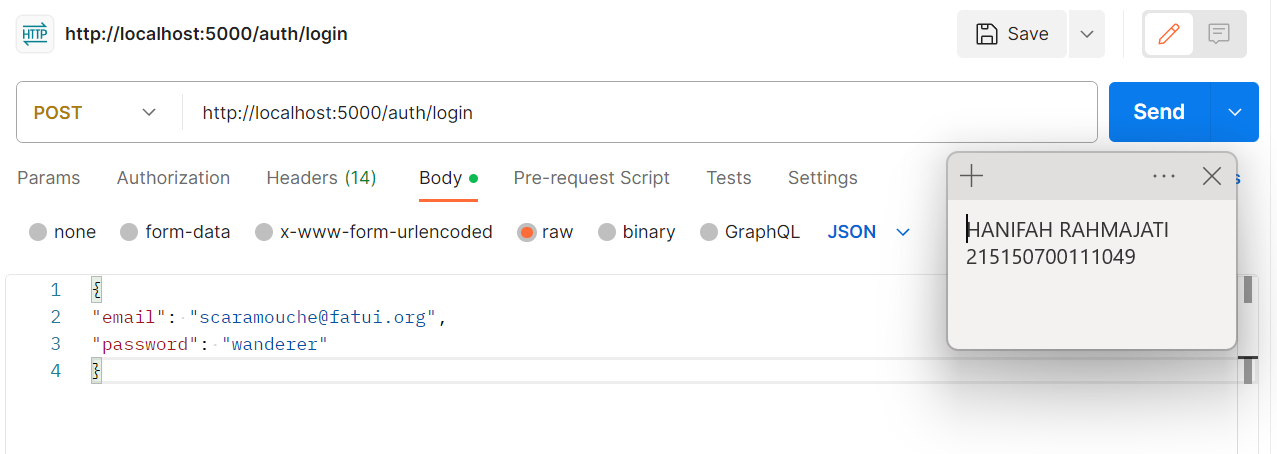 HTTP http://localhost:5000/auth/login Save
POST http://localhost:5000/auth/login Send
Params Authorization Headers (14) Body Pre-request Script Tests Settings
none form-data x-www-form-urlencoded raw binary GraphQL JSON
1 {
2 "email": "scaramouche@fatui.org",
3 "password": "wanderer"
4 }
HANIFAH RAHMAJATI
215150700111049